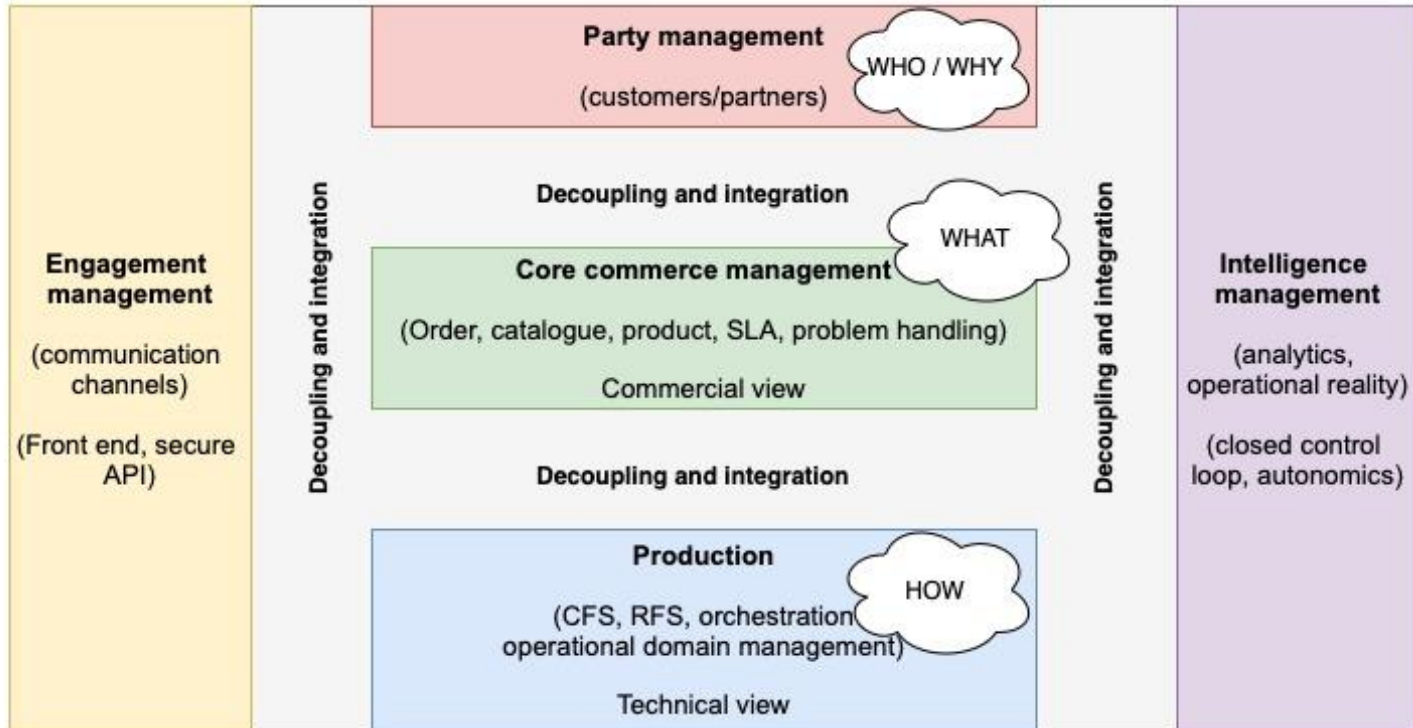 Party management
WHO / WHY
(customers/partners)
Decoupling and integration
WHAT
Engagement
management
(communication
channels)
(Front end, secure
API)
Decoupling and integration
Core commerce management
(Order, catalogue, product, SLA, problem handling)
Commercial view
Decoupling and integration
Intelligence
management
(analytics,
operational reality)
(closed control
loop, autonomics)
Decoupling and integration
Production
HOW
(CFS, RFS, orchestration
operational domain management)
Technical view